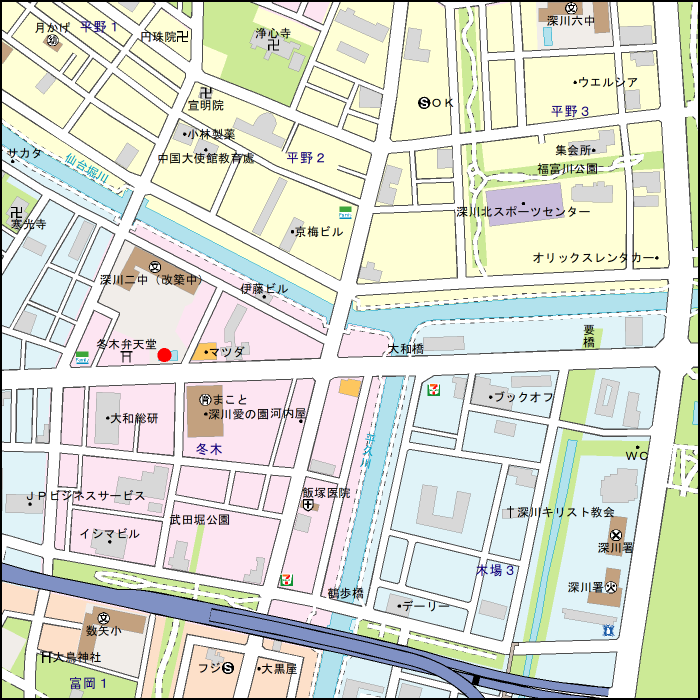 月かげ
平野1
円珠院
浄心寺
深川六中
ウエルシア
OK
平野3
宣明院
小林製薬
中国大使館教育處
平野2
集会所
福富川公園
サカタ
仙台堀川
寒光寺
深川北スポーツセンター
京梅ビル
オリックスレンタカー
深川二中(改築中)
伊藤ビル
冬木弁天堂
マツダ
大和橋
要橋
まこと
深川愛の園
河内屋
ブックオフ
大和総研
冬木
平久川
WC
JPビジネスサービス
飯塚医院
武田堀公園
†深川キリスト教会
イシマビル
深川署
木場3
深川署
鶴歩橋
デーリー
数矢小
大鳥神社
フジ
大黒屋
富岡1